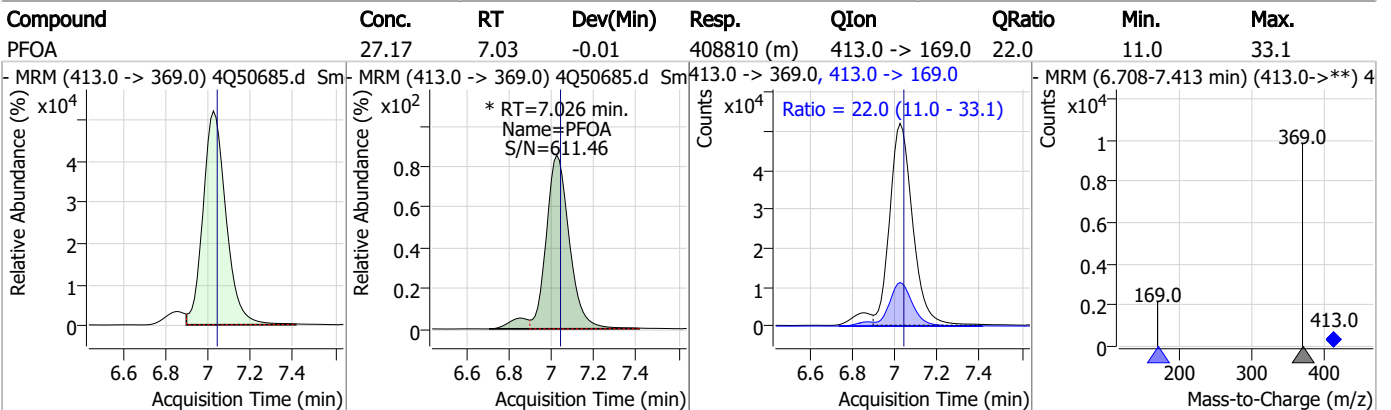 Compound Conc. RT Dev(Min) Resp. QIon QRatio Min. Max.
PFOA 27.17 7.03 -0.01 408810 (m) 413.0 -> 169.0 22.0 11.0 33.1
- MRM (413.0 -> 369.0) 4Q50685.d Sm
x10⁴
Relative Abundance (%)
4
3
2
1
0
6.6 6.8 7 7.2 7.4
Acquisition Time (min)
- MRM (413.0 -> 369.0) 4Q50685.d Sm
x10²
* RT=7.026 min.
Name=PFOA
S/N=611.46
Relative Abundance (%)
0.8
0.6
0.4
0.2
0
6.6 6.8 7 7.2 7.4
Acquisition Time (min)
413.0 -> 369.0, 413.0 -> 169.0
x10⁴
Ratio = 22.0 (11.0 - 33.1)
Counts
4
3
2
1
0
6.6 6.8 7 7.2 7.4
Acquisition Time (min)
- MRM (6.708-7.413 min) (413.0->**) 4
x10⁴
Counts
1
0.8
0.6
0.4
0.2
0
369.0
169.0
413.0
200 300 400
Mass-to-Charge (m/z)